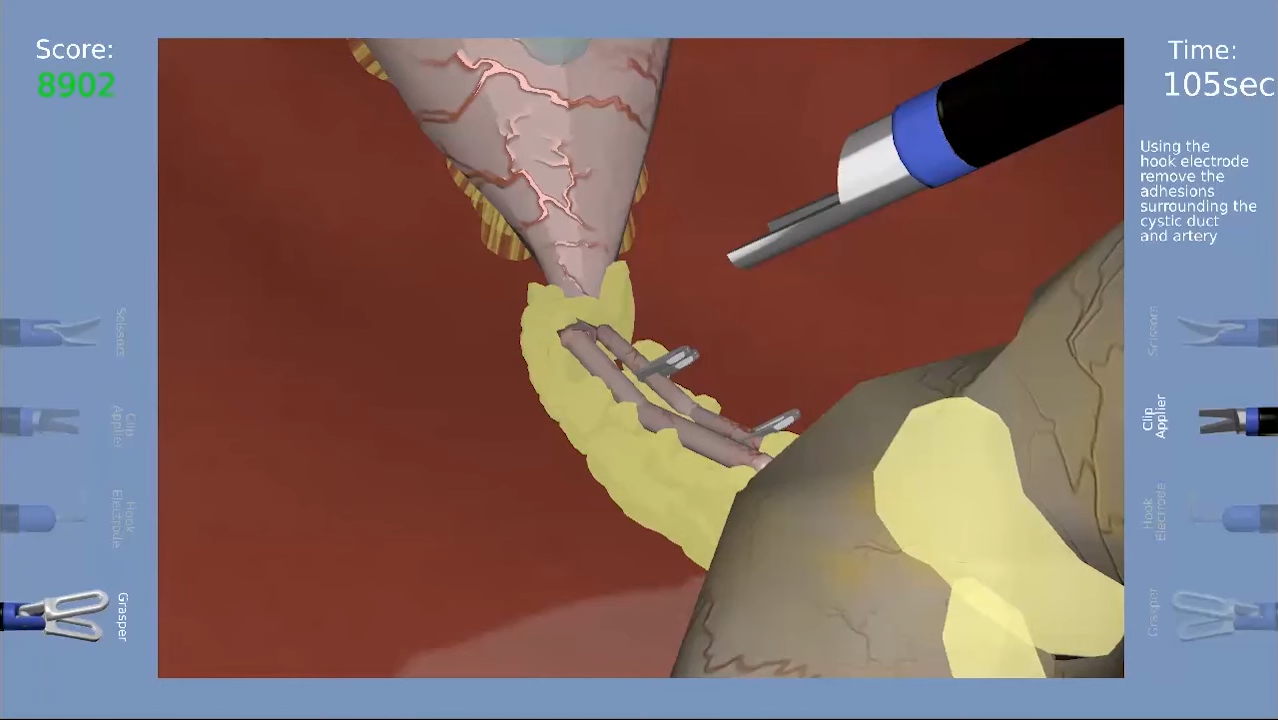 Score:
8902
Time:
105sec
Using the
hook electrode
remove the
adhesions
surrounding the
cystic duct
and artery
Scissors
Clip
Applier
Hook
Electrode
Grasper
Scissors
Clip
Applier
Hook
Electrode
Grasper